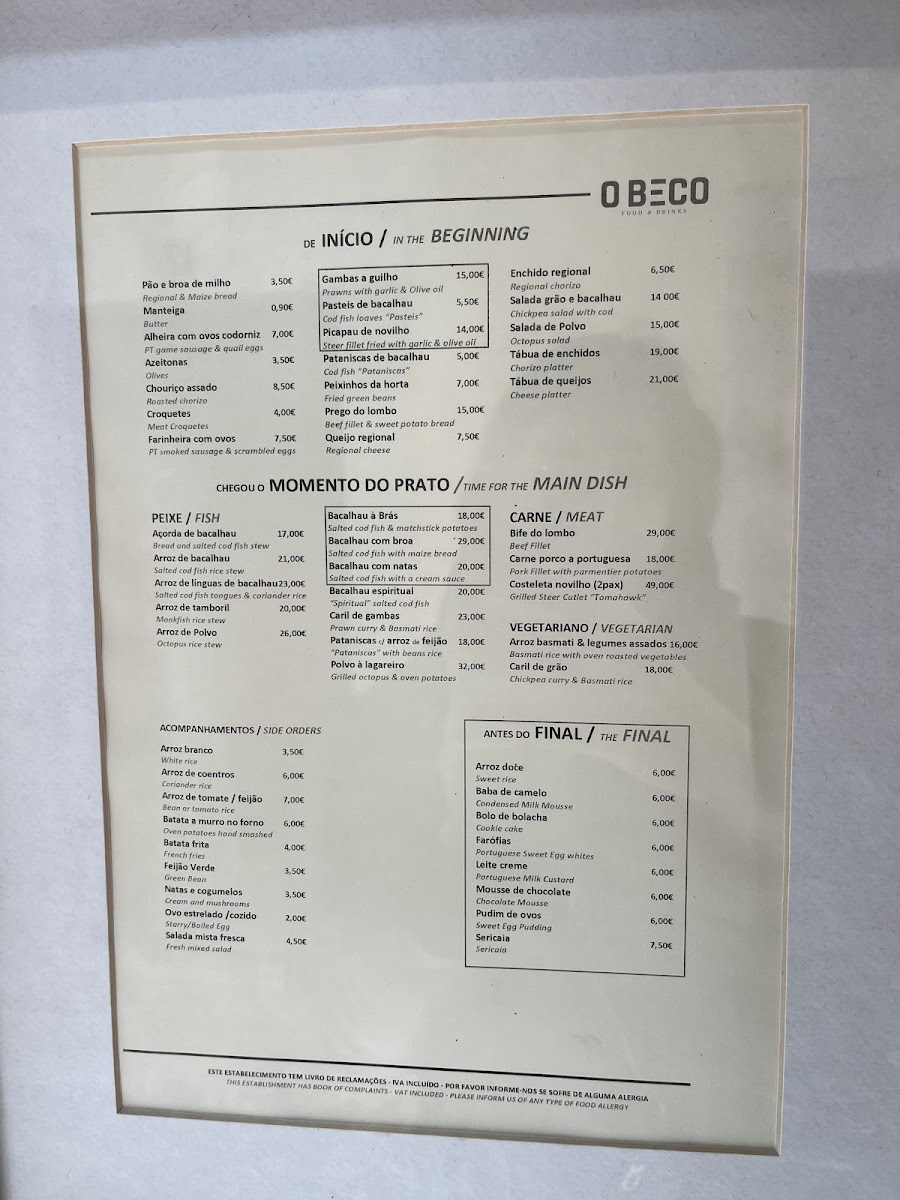 O BECO
FOOD & DRINKS
DE INÍCIO / IN THE BEGINNING
Pão e broa de milho 3,50€
Regional & Maize bread
Manteiga 0,90€
Butter
Alheira com ovos codorniz 7,00€
PT game sausage & quail eggs
Azeitonas 3,50€
Olives
Chouriço assado 8,50€
Roasted chorizo
Croquetes 4,00€
Meat Croquetes
Farinheira com ovos 7,50€
PT smoked sausage & scrambled eggs
Gambas a guilho 15,00€
Prawns with garlic & Olive oil
Pasteis de bacalhau 5,50€
Cod fish loaves "Pasteis"
Picapau de novilho 14,00€
Steer fillet fried with garlic & olive oil
Pataniscas de bacalhau 5,00€
Cod fish "Pataniscas"
Peixinhos da horta 7,00€
Fried green beans
Prego do lombo 15,00€
Beef fillet & sweet potato bread
Queijo regional 7,50€
Regional cheese
Enchido regional 6,50€
Regional chorizo
Salada grão e bacalhau 14 00€
Chickpea salad with cod
Salada de Polvo 15,00€
Octopus salad
Tábua de enchidos 19,00€
Chorizo platter
Tábua de queijos 21,00€
Cheese platter
CHEGOU O MOMENTO DO PRATO / TIME FOR THE MAIN DISH
PEIXE / FISH
Açorda de bacalhau 17,00€
Bread and salted cod fish stew
Arroz de bacalhau 21,00€
Salted cod fish rice stew
Arroz de línguas de bacalhau 23,00€
Salted cod fish tongues & coriander rice
Arroz de tamboril 20,00€
Monkfish rice stew
Arroz de Polvo 26,00€
Octopus rice stew
Bacalhau à Brás 18,00€
Salted cod fish & matchstick potatoes
Bacalhau com broa 29,00€
Salted cod fish with maize bread
Bacalhau com natas 20,00€
Salted cod fish with a cream sauce
Bacalhau espiritual 20,00€
"Spiritual" salted cod fish
Caril de gambas 23,00€
Prawn curry & Basmati rice
Pataniscas c/ arroz de feijão 18,00€
"Pataniscas" with beans rice
Polvo à lagareiro 32,00€
Grilled octopus & oven potatoes
CARNE / MEAT
Bife do lombo 29,00€
Beef Fillet
Carne porco a portuguesa 18,00€
Pork Fillet with parmentier potatoes
Costeleta novilho (2pax) 49,00€
Grilled Steer Cutlet "Tomahawk"
VEGETARIANO / VEGETARIAN
Arroz basmati & legumes assados 16,00€
Basmati rice with oven roasted vegetables
Caril de grão 18,00€
Chickpea curry & Basmati rice
ACOMPANHAMENTOS / SIDE ORDERS
Arroz branco 3,50€
White rice
Arroz de coentros 6,00€
Coriander rice
Arroz de tomate / feijão 7,00€
Bean or tomato rice
Batata a murro no forno 6,00€
Oven potatoes hand smashed
Batata frita 4,00€
French fries
Feijão Verde 3,50€
Green Bean
Natas e cogumelos 3,50€
Cream and mushrooms
Ovo estrelado /cozido 2,00€
Starry/Boiled Egg
Salada mista fresca 4,50€
Fresh mixed salad
ANTES DO FINAL / THE FINAL
Arroz doce 6,00€
Sweet rice
Baba de camelo 6,00€
Condensed Milk Mousse
Bolo de bolacha 6,00€
Cookie cake
Farófias 6,00€
Portuguese Sweet Egg whites
Leite creme 6,00€
Portuguese Milk Custard
Mousse de chocolate 6,00€
Chocolate Mousse
Pudim de ovos 6,00€
Sweet Egg Pudding
Sericaia 7,50€
Sericaia
ESTE ESTABELECIMENTO TEM LIVRO DE RECLAMAÇÕES - IVA INCLUÍDO - POR FAVOR INFORME-NOS SE SOFRE DE ALGUMA ALERGIA
THIS ESTABLISHMENT HAS BOOK OF COMPLAINTS - VAT INCLUDED - PLEASE INFORM US OF ANY TYPE OF FOOD ALLERGY